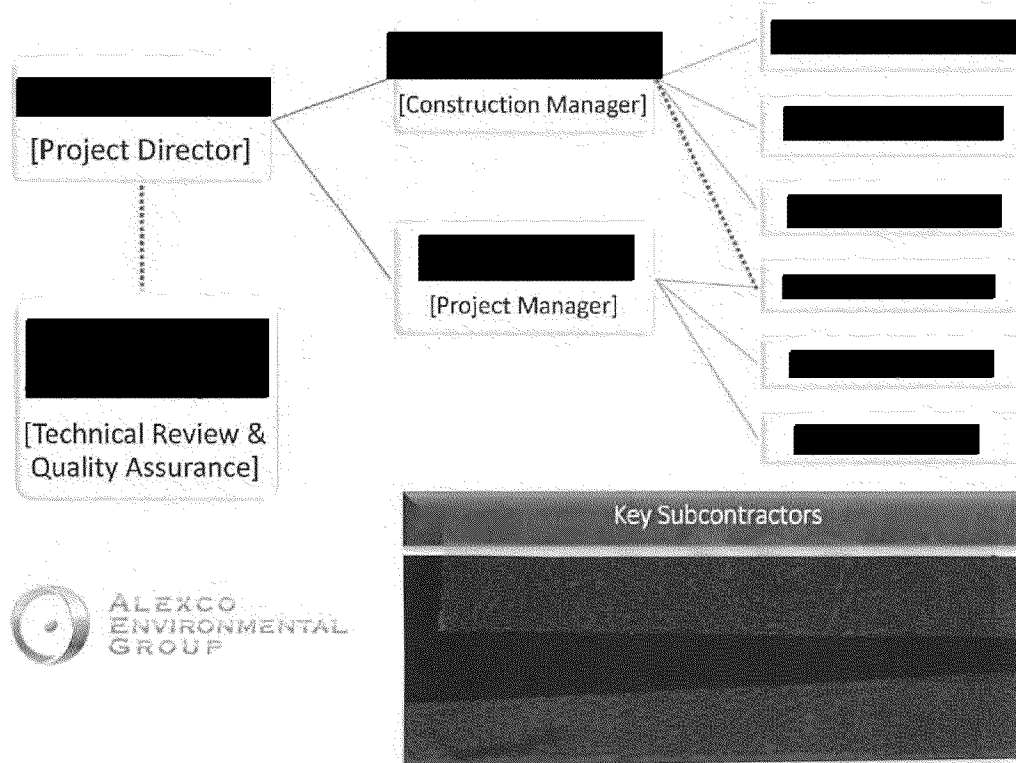 [Construction Manager]
[Project Director]
[Project Manager]
[Technical Review &
Quality Assurance]
Key Subcontractors
ALEXCO
ENVIRONMENTAL
GROUP